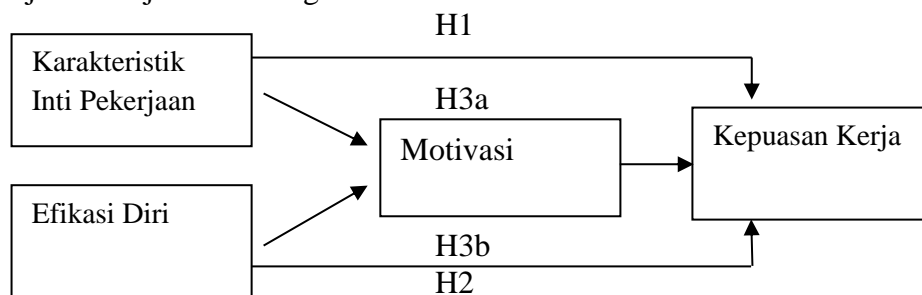 H1
Karakteristik
Inti Pekerjaan
H3a
Motivasi
Kepuasan Kerja
Efikasi Diri
H3b
H2